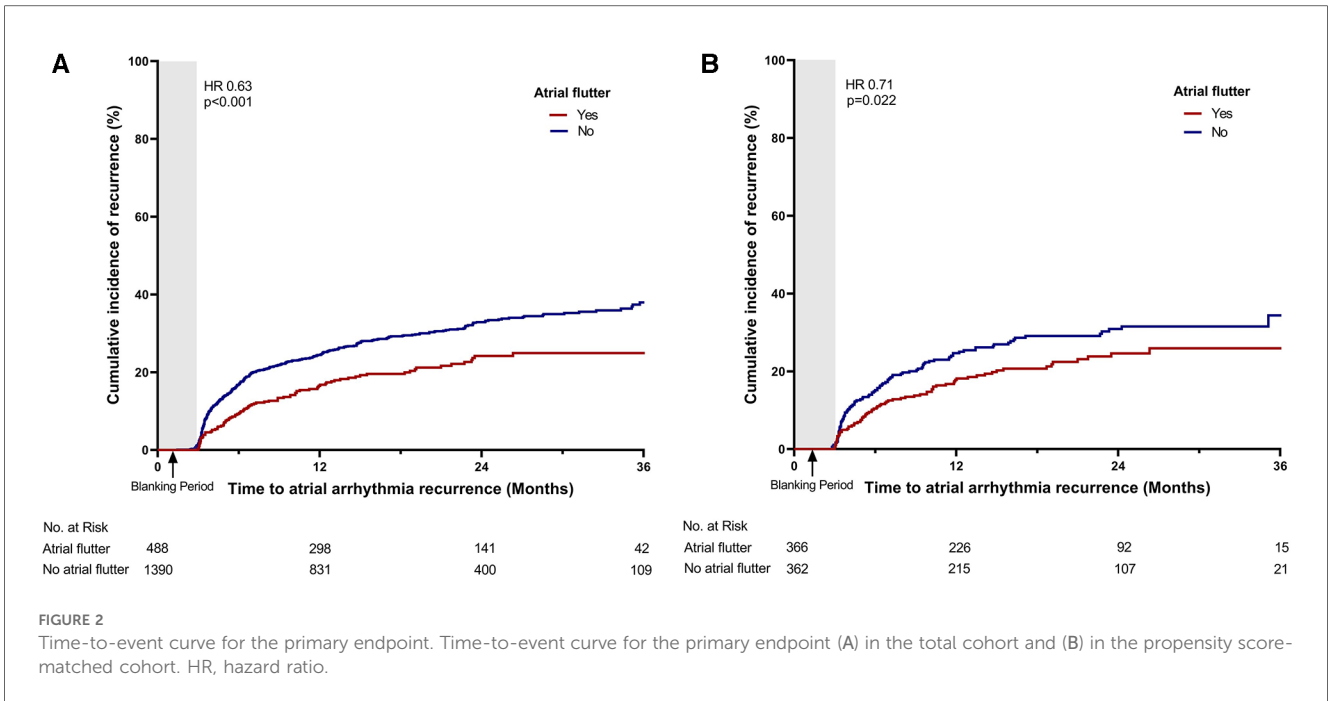 A
HR 0.63
p<0.001
Atrial flutter
Yes
No
Cumulative incidence of recurrence (%)
100
80
60
40
20
0
0
12
24
36
Blanking Period
Time to atrial arrhythmia recurrence (Months)
No. at Risk
Atrial flutter 488 298 141 42
No atrial flutter 1390 831 400 109
B
HR 0.71
p=0.022
Atrial flutter
Yes
No
Cumulative incidence of recurrence (%)
100
80
60
40
20
0
0
12
24
36
Blanking Period
Time to atrial arrhythmia recurrence (Months)
No. at Risk
Atrial flutter 366 226 92 15
No atrial flutter 362 215 107 21
FIGURE 2
Time-to-event curve for the primary endpoint. Time-to-event curve for the primary endpoint (A) in the total cohort and (B) in the propensity score-
matched cohort. HR, hazard ratio.